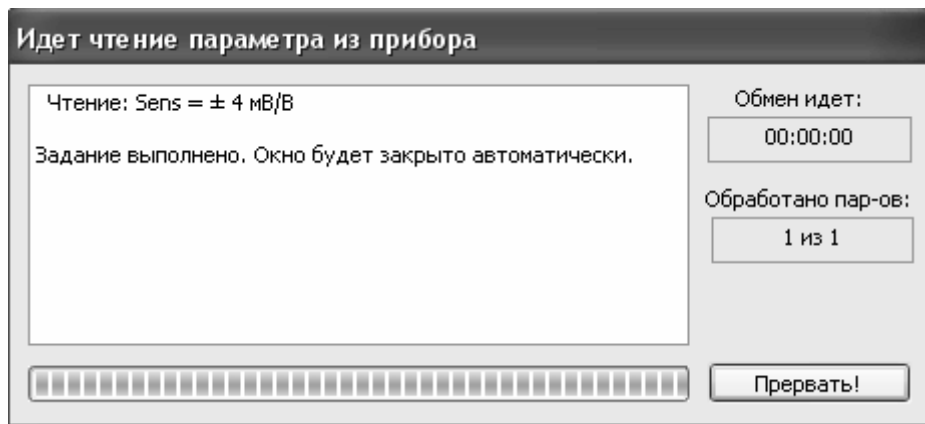 Идет чтение параметра из прибора
Чтение: Sens = ± 4 мВ/В
Задание выполнено. Окно будет закрыто автоматически.
Обмен идет:
00:00:00
Обработано пар-ов:
1 из 1
Прервать!